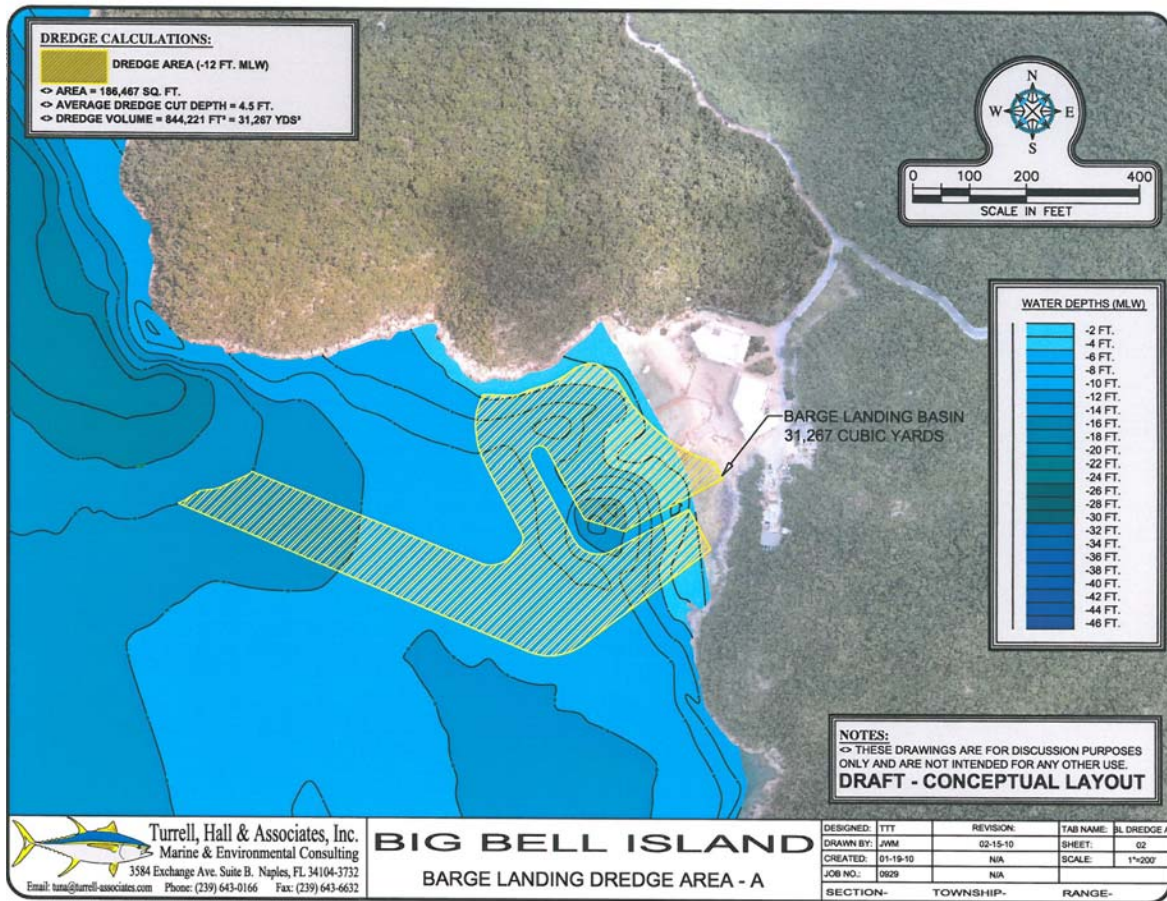 DREDGE CALCULATIONS:
DREDGE AREA (-12 FT. MLW)
<> AREA = 186,467 SQ. FT.
<> AVERAGE DREDGE CUT DEPTH = 4.5 FT.
<> DREDGE VOLUME = 844,221 FT³ = 31,267 YDS³
N
W E
S
0 100 200 400
SCALE IN FEET
WATER DEPTHS (MLW)
-2 FT.
-4 FT.
-6 FT.
-8 FT.
-10 FT.
-12 FT.
-14 FT.
-16 FT.
-18 FT.
-20 FT.
-22 FT.
-24 FT.
-26 FT.
-28 FT.
-30 FT.
-32 FT.
-34 FT.
-36 FT.
-38 FT.
-40 FT.
-42 FT.
-44 FT.
-46 FT.
BARGE LANDING BASIN
31,267 CUBIC YARDS
NOTES:
<> THESE DRAWINGS ARE FOR DISCUSSION PURPOSES
ONLY AND ARE NOT INTENDED FOR ANY OTHER USE.
DRAFT - CONCEPTUAL LAYOUT
Turrell, Hall & Associates, Inc.
Marine & Environmental Consulting
3584 Exchange Ave. Suite B. Naples, FL 34104-3732
Email: tuna@turrell-associates.com Phone: (239) 643-0166 Fax: (239) 643-6632
BIG BELL ISLAND
BARGE LANDING DREDGE AREA - A
DESIGNED: TTT REVISION: TAB NAME: BL DREDGE A
DRAWN BY: JWM 02-15-10 SHEET: 02
CREATED: 01-19-10 N/A SCALE: 1"=200'
JOB NO.: 0929 N/A
SECTION- TOWNSHIP- RANGE-